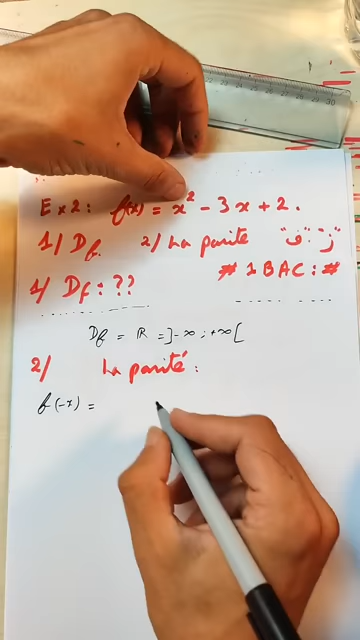 Ex2: f(x) = x² - 3x + 2.
1/ Df. 2/ La parité "ز" "ف"
# 1BAC: #
1/ Df : ??
Df = R = ]-∞ ; +∞[
2/ La parité :
f(-x) =